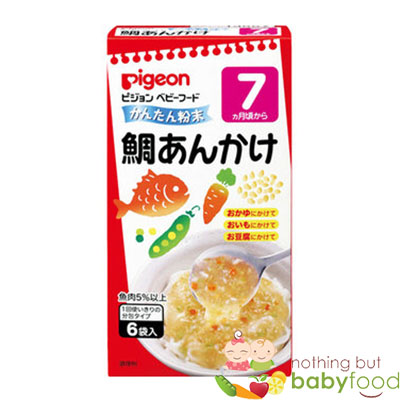 Pigeon
ピジョン ベビーフード
かんたん粉末
7
ヵ月頃から
鯛あんかけ
おかゆにかけて
おいもにかけて
お豆腐にかけて
魚肉5%以上
1回使いきりの
分包タイプ
6袋入
nothing but
babyfood